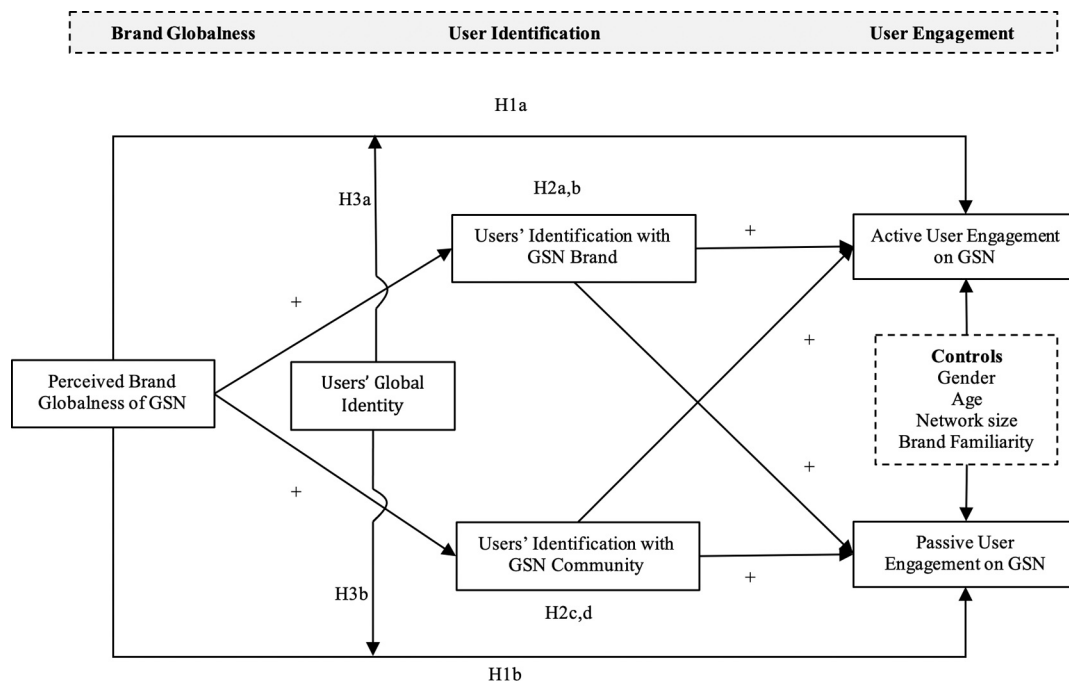 Brand Globalness
User Identification
User Engagement
H1a
H3a
H2a,b
Users’ Identification with
GSN Brand
+
Active User Engagement
on GSN
+
+
Perceived Brand
Globalness of GSN
Users’ Global
Identity
Controls
Gender
Age
Network size
Brand Familiarity
+
+
Users’ Identification with
GSN Community
+
Passive User
Engagement on GSN
H3b
H2c,d
H1b